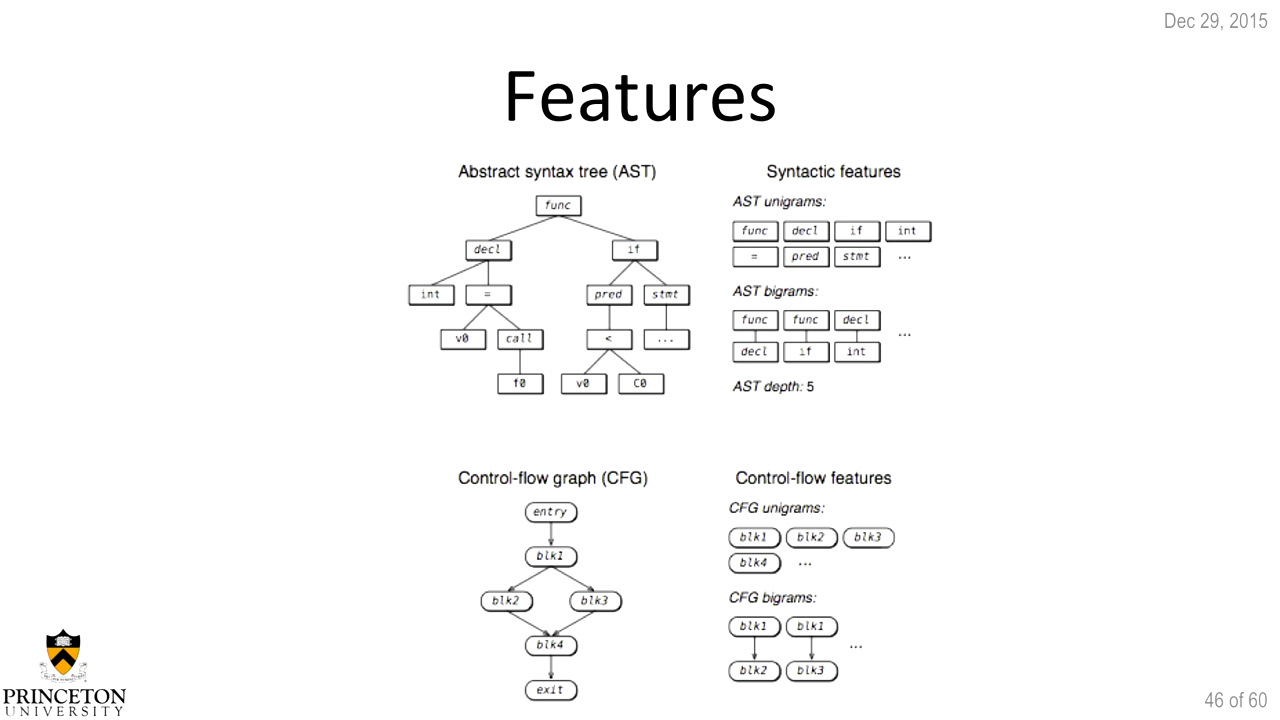 Dec 29, 2015
Features
Abstract syntax tree (AST)
func
decl if
int = pred stmt
v0 call < ...
f0 v0 C0
Syntactic features
AST unigrams:
func decl if int
= pred stmt ...
AST bigrams:
func func decl
...
decl if int
AST depth: 5
Control-flow graph (CFG)
entry
blk1
blk2 blk3
blk4
exit
Control-flow features
CFG unigrams:
blk1 blk2 blk3
blk4 ...
CFG bigrams:
blk1 blk1
...
blk2 blk3
PRINCETON
UNIVERSITY
46 of 60